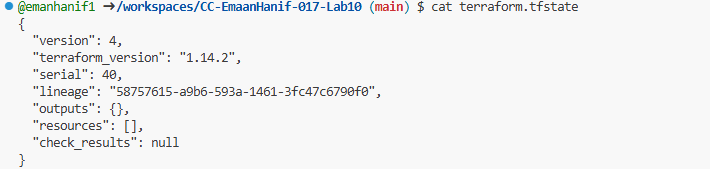 @emanhanif1 ➜/workspaces/CC-EmaanHanif-017-Lab10 (main) $ cat terraform.tfstate
{
  "version": 4,
  "terraform_version": "1.14.2",
  "serial": 40,
  "lineage": "58757615-a9b6-593a-1461-3fc47c6790f0",
  "outputs": {},
  "resources": [],
  "check_results": null
}